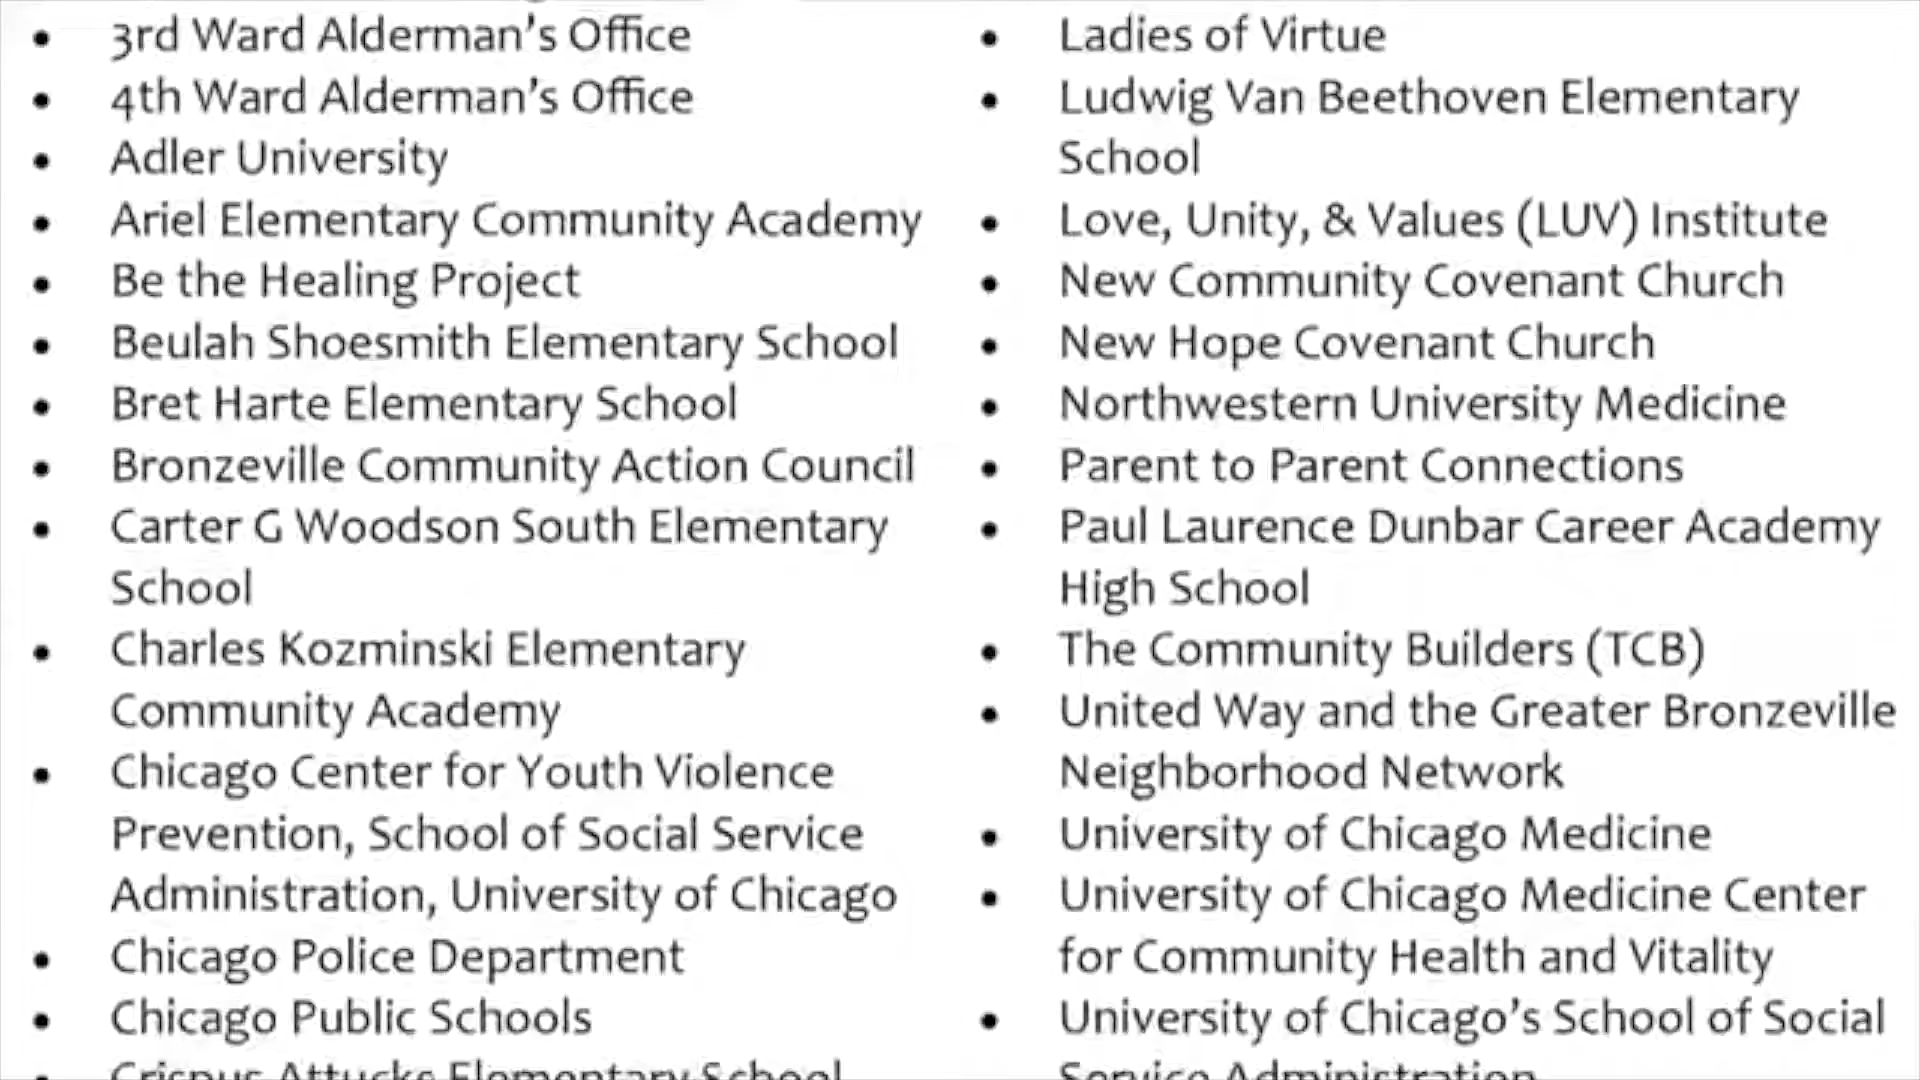 • 3rd Ward Alderman's Office
• 4th Ward Alderman's Office
• Adler University
• Ariel Elementary Community Academy
• Be the Healing Project
• Beulah Shoesmith Elementary School
• Bret Harte Elementary School
• Bronzeville Community Action Council
• Carter G Woodson South Elementary
School
• Charles Kozminski Elementary
Community Academy
• Chicago Center for Youth Violence
Prevention, School of Social Service
Administration, University of Chicago
• Chicago Police Department
• Chicago Public Schools
• Crispus Attucks Elementary School
• Ladies of Virtue
• Ludwig Van Beethoven Elementary
School
• Love, Unity, & Values (LUV) Institute
• New Community Covenant Church
• New Hope Covenant Church
• Northwestern University Medicine
• Parent to Parent Connections
• Paul Laurence Dunbar Career Academy
High School
• The Community Builders (TCB)
• United Way and the Greater Bronzeville
Neighborhood Network
• University of Chicago Medicine
• University of Chicago Medicine Center
for Community Health and Vitality
• University of Chicago's School of Social
Service Administration